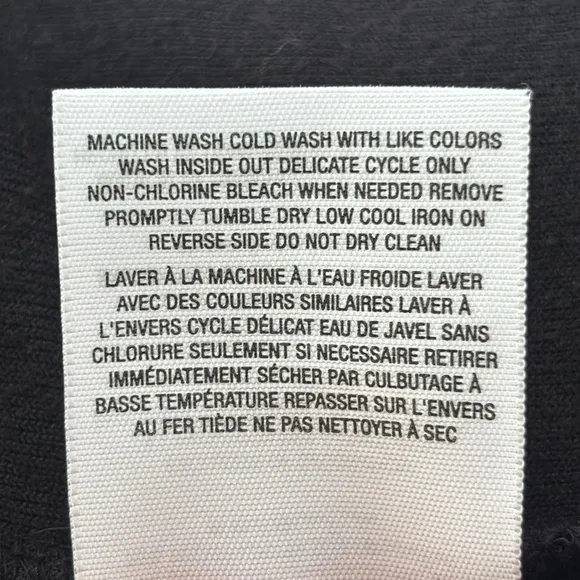 MACHINE WASH COLD WASH WITH LIKE COLORS
WASH INSIDE OUT DELICATE CYCLE ONLY
NON-CHLORINE BLEACH WHEN NEEDED REMOVE
PROMPTLY TUMBLE DRY LOW COOL IRON ON
REVERSE SIDE DO NOT DRY CLEAN
LAVER À LA MACHINE À L'EAU FROIDE LAVER
AVEC DES COULEURS SIMILAIRES LAVER À
L'ENVERS CYCLE DÉLICAT EAU DE JAVEL SANS
CHLORURE SEULEMENT SI NECESSAIRE RETIRER
IMMÉDIATEMENT SÉCHER PAR CULBUTAGE À
BASSE TEMPÉRATURE REPASSER SUR L'ENVERS
AU FER TIÈDE NE PAS NETTOYER À SEC